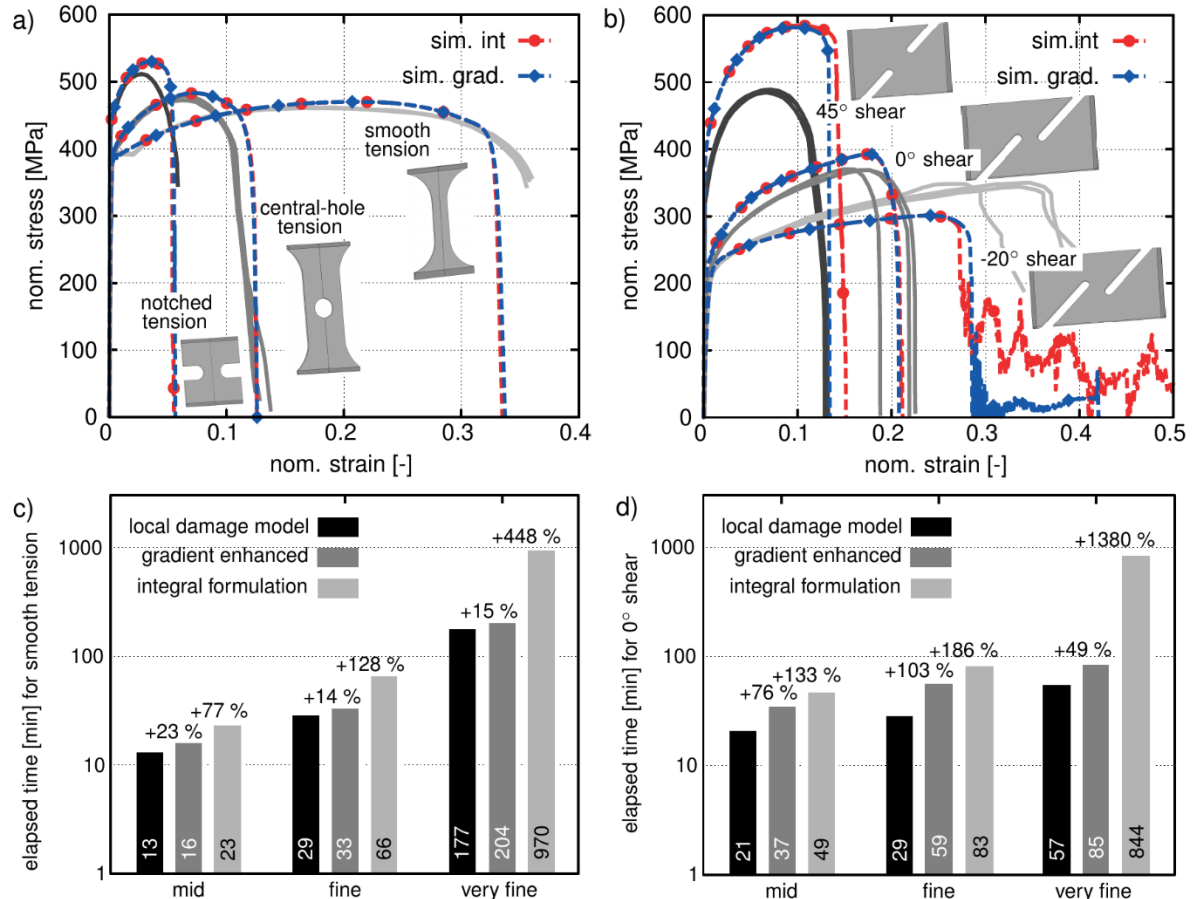 a)
nom. stress [MPa]
600
500
400
300
200
100
0
sim. int
sim. grad.
smooth
tension
central-hole
tension
notched
tension
0 0.1 0.2 0.3 0.4
nom. strain [-]
b)
nom. stress [MPa]
600
500
400
300
200
100
0
sim.int
sim. grad.
45° shear
0° shear
-20° shear
0 0.1 0.2 0.3 0.4 0.5
nom. strain [-]
c)
elapsed time [min] for smooth tension
1000
100
10
1
local damage model
gradient enhanced
integral formulation
+448 %
+15 %
+128 %
+14 %
+77 %
+23 %
13 16 23 29 33 66 177 204 970
mid fine very fine
d)
elapsed time [min] for 0° shear
1000
100
10
1
local damage model
gradient enhanced
integral formulation
+1380 %
+49 %
+186 %
+103 %
+133 %
+76 %
21 37 49 29 59 83 57 85 844
mid fine very fine